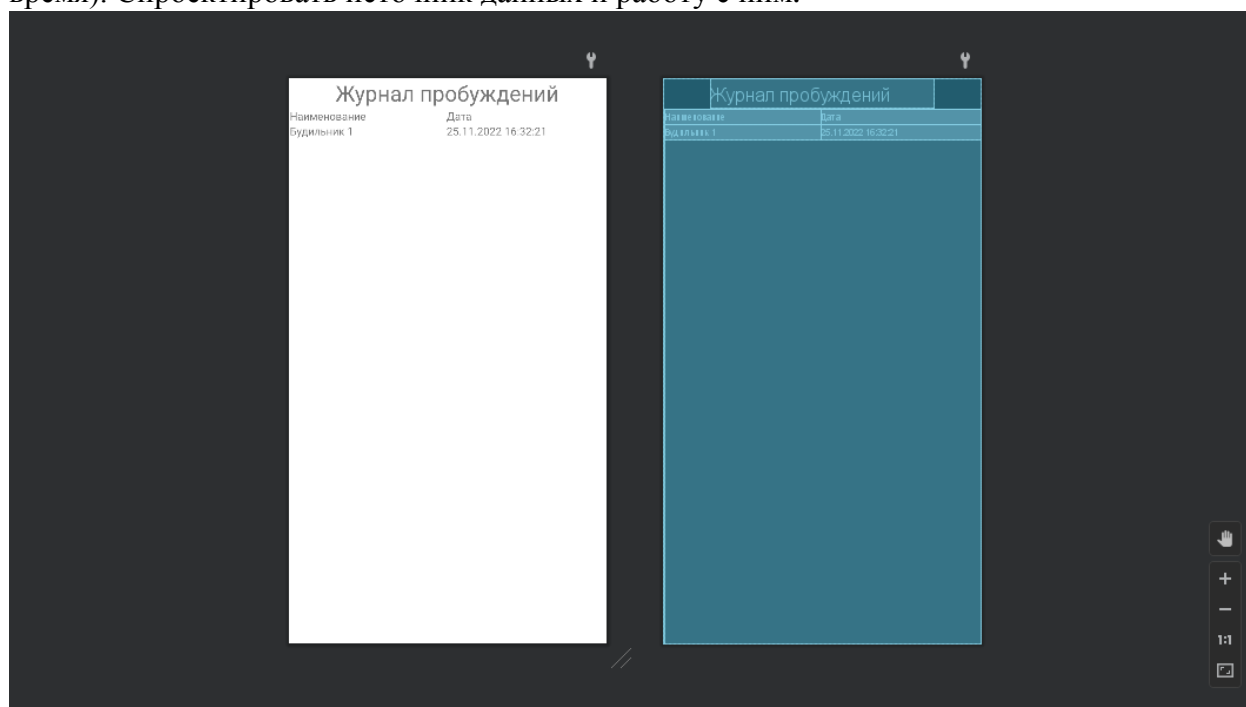 время). Спроектировать источник данных и работу с ним.
Журнал пробуждений
Наименование Дата
Будильник 1 25.11.2022 16:32:21
Журнал пробуждений
Наименование Дата
Будильник 1 25.11.2022 16:32:21
1:1